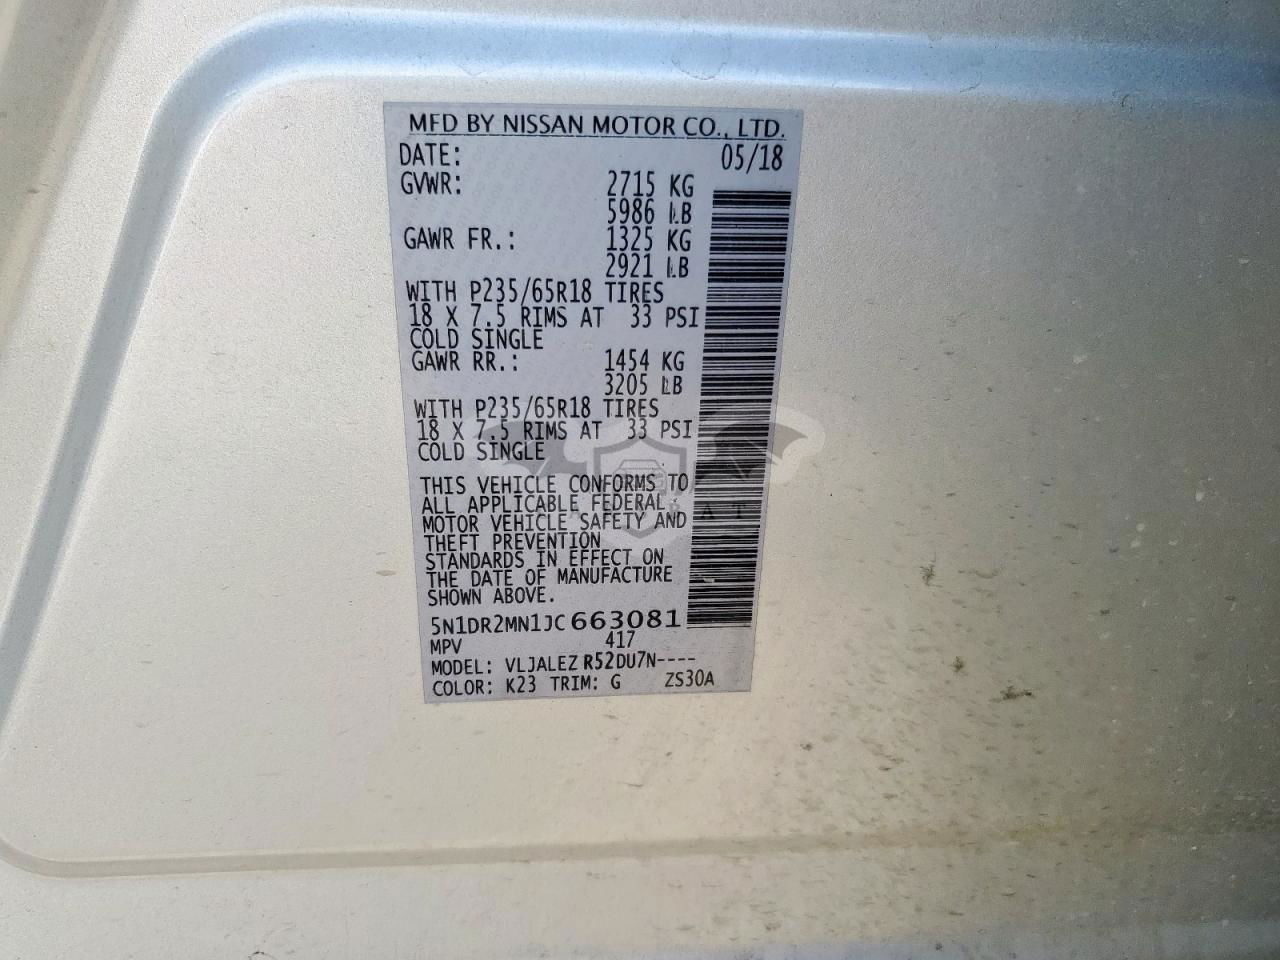 MFD BY NISSAN MOTOR CO., LTD.
DATE: 05/18
GVWR: 2715 KG
5986 LB
GAWR FR.: 1325 KG
2921 LB
WITH P235/65R18 TIRES
18 X 7.5 RIMS AT 33 PSI
COLD SINGLE
GAWR RR.: 1454 KG
3205 LB
WITH P235/65R18 TIRES
18 X 7.5 RIMS AT 33 PSI
COLD SINGLE
THIS VEHICLE CONFORMS TO
ALL APPLICABLE FEDERAL
MOTOR VEHICLE SAFETY AND
THEFT PREVENTION
STANDARDS IN EFFECT ON
THE DATE OF MANUFACTURE
SHOWN ABOVE.
5N1DR2MN1JC663081
MPV 417
MODEL: VLJALEZ R52DU7N----
COLOR: K23 TRIM: G ZS30A